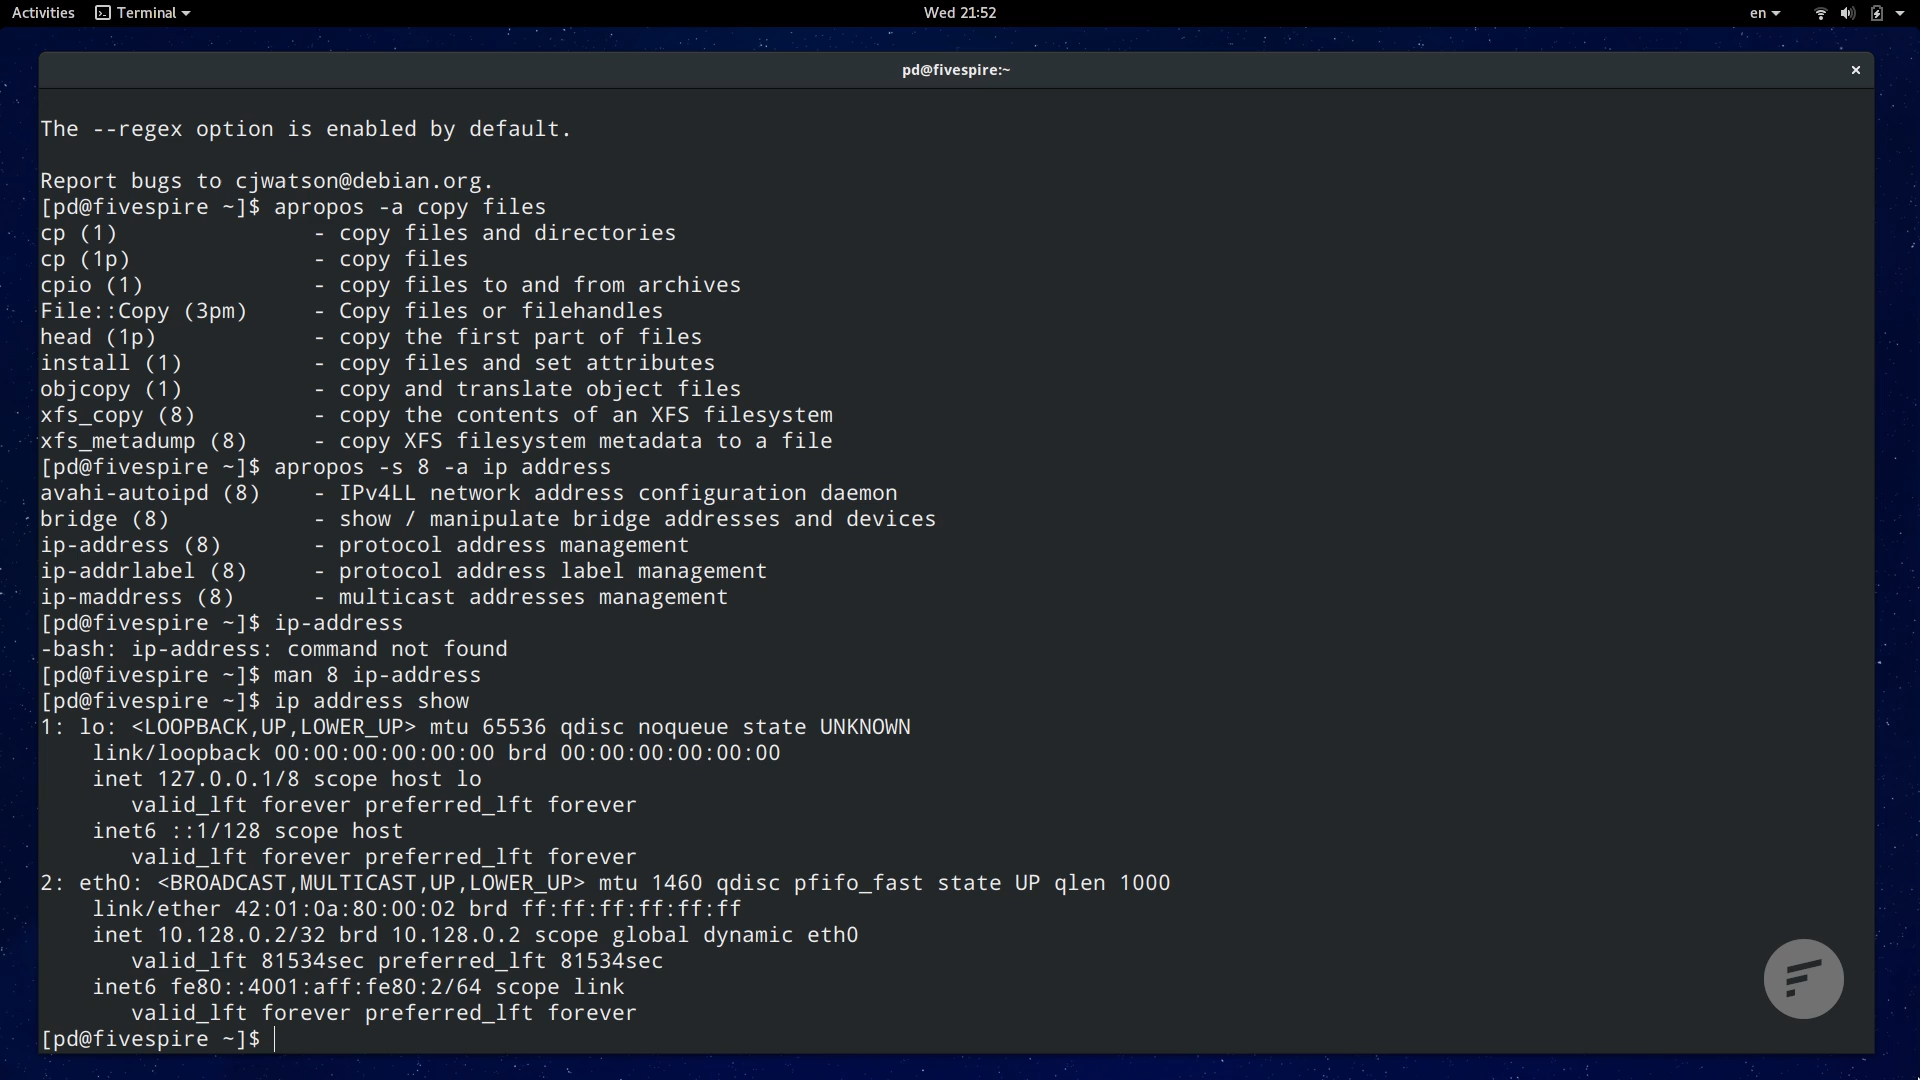 Activities Terminal Wed 21:52 en
pd@fivespire:~
The --regex option is enabled by default.
Report bugs to cjwatson@debian.org.
[pd@fivespire ~]$ apropos -a copy files
cp (1) - copy files and directories
cp (1p) - copy files
cpio (1) - copy files to and from archives
File::Copy (3pm) - Copy files or filehandles
head (1p) - copy the first part of files
install (1) - copy files and set attributes
objcopy (1) - copy and translate object files
xfs_copy (8) - copy the contents of an XFS filesystem
xfs_metadump (8) - copy XFS filesystem metadata to a file
[pd@fivespire ~]$ apropos -s 8 -a ip address
avahi-autoipd (8) - IPv4LL network address configuration daemon
bridge (8) - show / manipulate bridge addresses and devices
ip-address (8) - protocol address management
ip-addrlabel (8) - protocol address label management
ip-maddress (8) - multicast addresses management
[pd@fivespire ~]$ ip-address
-bash: ip-address: command not found
[pd@fivespire ~]$ man 8 ip-address
[pd@fivespire ~]$ ip address show
1: lo: <LOOPBACK,UP,LOWER_UP> mtu 65536 qdisc noqueue state UNKNOWN
link/loopback 00:00:00:00:00:00 brd 00:00:00:00:00:00
inet 127.0.0.1/8 scope host lo
valid_lft forever preferred_lft forever
inet6 ::1/128 scope host
valid_lft forever preferred_lft forever
2: eth0: <BROADCAST,MULTICAST,UP,LOWER_UP> mtu 1460 qdisc pfifo_fast state UP qlen 1000
link/ether 42:01:0a:80:00:02 brd ff:ff:ff:ff:ff:ff
inet 10.128.0.2/32 brd 10.128.0.2 scope global dynamic eth0
valid_lft 81534sec preferred_lft 81534sec
inet6 fe80::4001:aff:fe80:2/64 scope link
valid_lft forever preferred_lft forever
[pd@fivespire ~]$